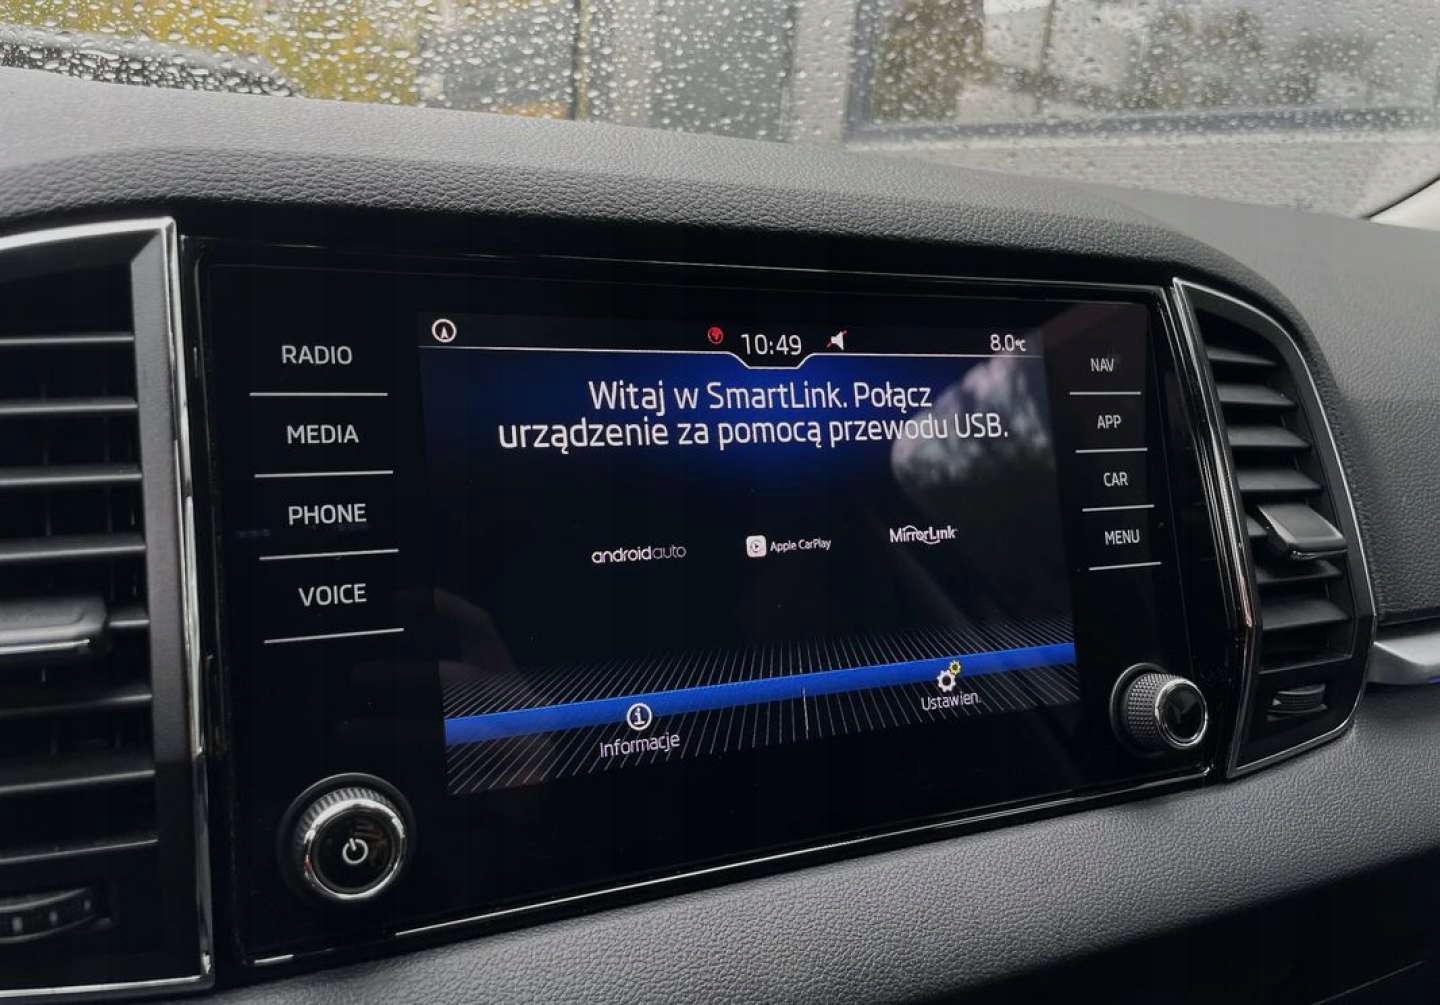 10:49
8.0°C
Witaj w SmartLink. Połącz
urządzenie za pomocą przewodu USB.
androidauto
Apple CarPlay
MirrorLink
Informacje
Ustawien.
RADIO
MEDIA
PHONE
VOICE
NAV
APP
CAR
MENU